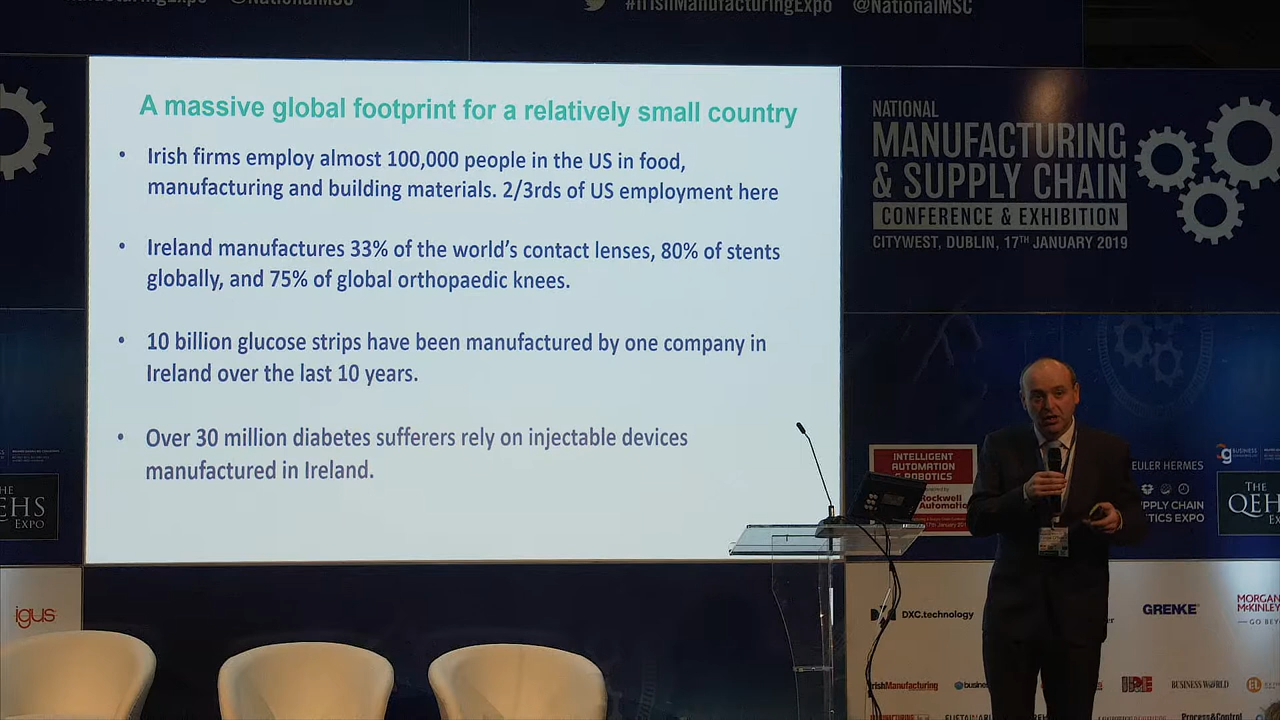 #IrishManufacturingExpo @NationalMSC
A massive global footprint for a relatively small country
• Irish firms employ almost 100,000 people in the US in food,
manufacturing and building materials. 2/3rds of US employment here
• Ireland manufactures 33% of the world's contact lenses, 80% of stents
globally, and 75% of global orthopaedic knees.
• 10 billion glucose strips have been manufactured by one company in
Ireland over the last 10 years.
• Over 30 million diabetes sufferers rely on injectable devices
manufactured in Ireland.
NATIONAL
MANUFACTURING
& SUPPLY CHAIN
CONFERENCE & EXHIBITION
CITYWEST, DUBLIN, 17TH JANUARY 2019
INTELLIGENT
AUTOMATION
& ROBOTICS
Rockwell
EULER HERMES
EXPO
BUSINESS
THE
QEHS
EXPO
igus
DXC.technology
GRENKE
MORGAN
MCKINLEY
IrishManufacturing
IRE
BUSINESS WORLD
Process&Control